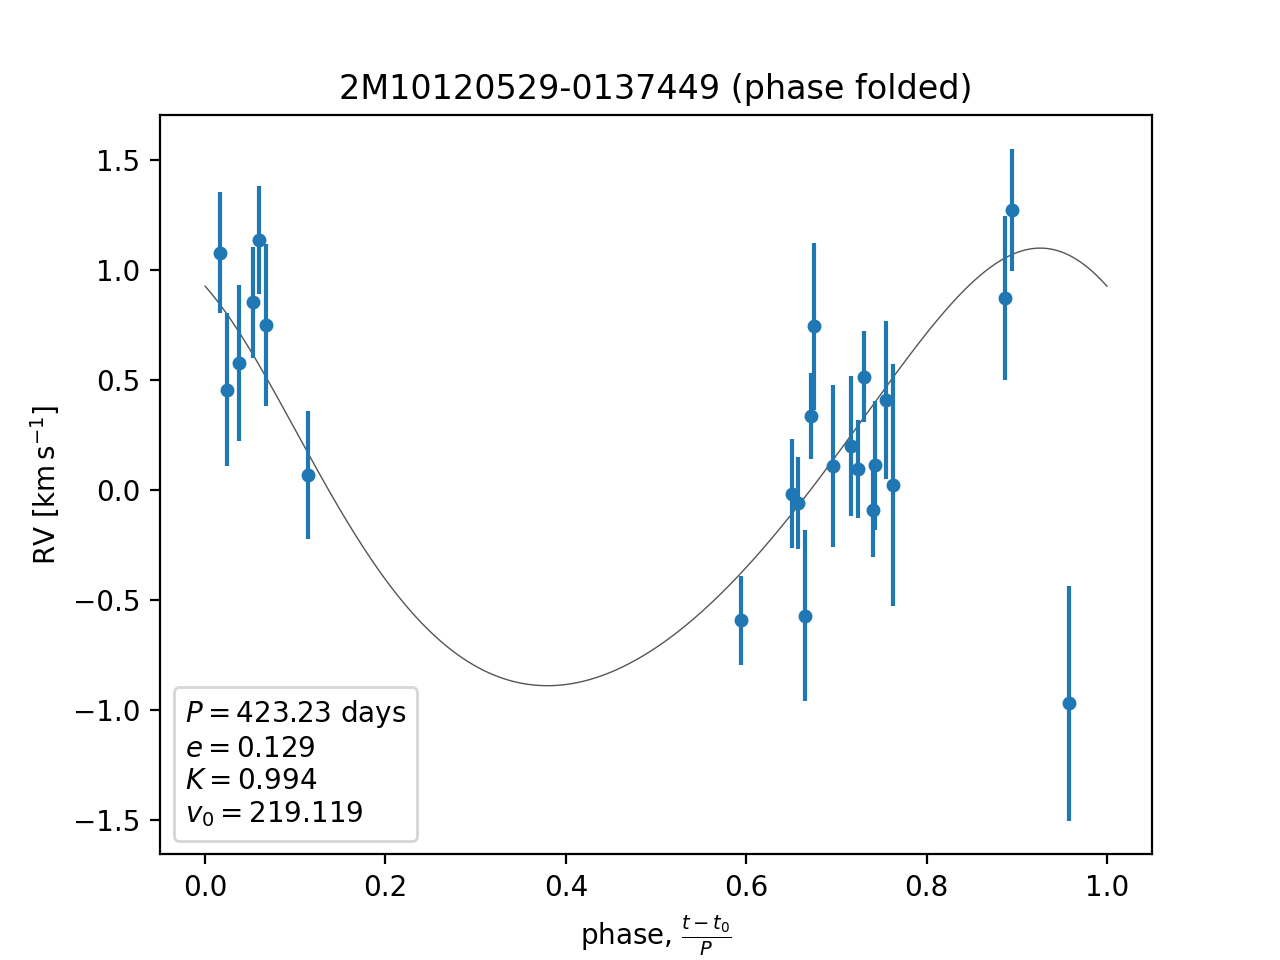 2M10120529-0137449 (phase folded)
RV [km s⁻¹]
1.5
1.0
0.5
0.0
−0.5
−1.0
−1.5
P = 423.23 days
e = 0.129
K = 0.994
v₀ = 219.119
0.0 0.2 0.4 0.6 0.8 1.0
phase, (t − t₀)/P